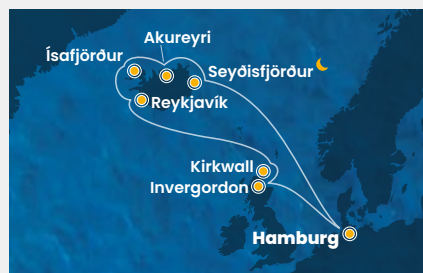 Akureyri
Ísafjörður
Seyðisfjörður
Reykjavík
Kirkwall
Invergordon
Hamburg